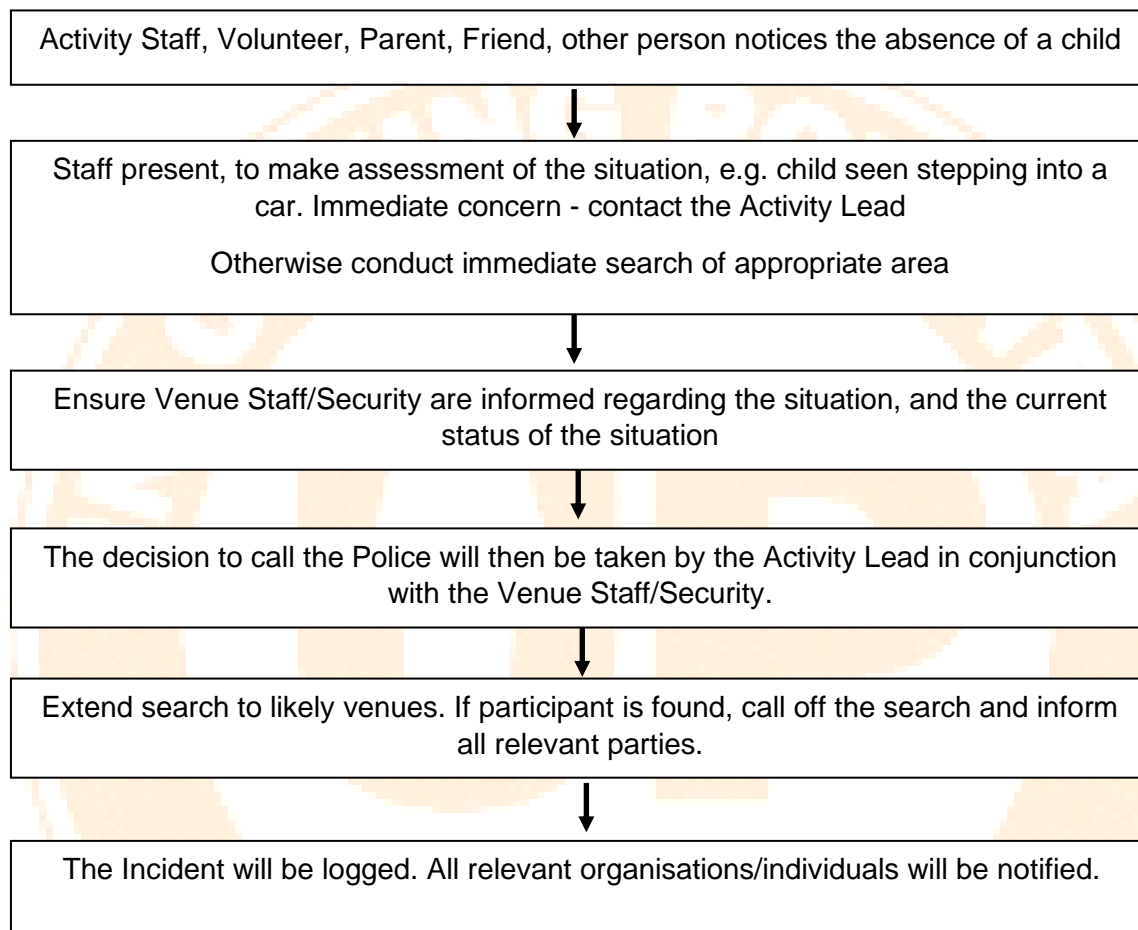 Activity Staff, Volunteer, Parent, Friend, other person notices the absence of a child
Staff present, to make assessment of the situation, e.g. child seen stepping into a
car. Immediate concern - contact the Activity Lead
Otherwise conduct immediate search of appropriate area
Ensure Venue Staff/Security are informed regarding the situation, and the current
status of the situation
The decision to call the Police will then be taken by the Activity Lead in conjunction
with the Venue Staff/Security.
Extend search to likely venues. If participant is found, call off the search and inform
all relevant parties.
The Incident will be logged. All relevant organisations/individuals will be notified.